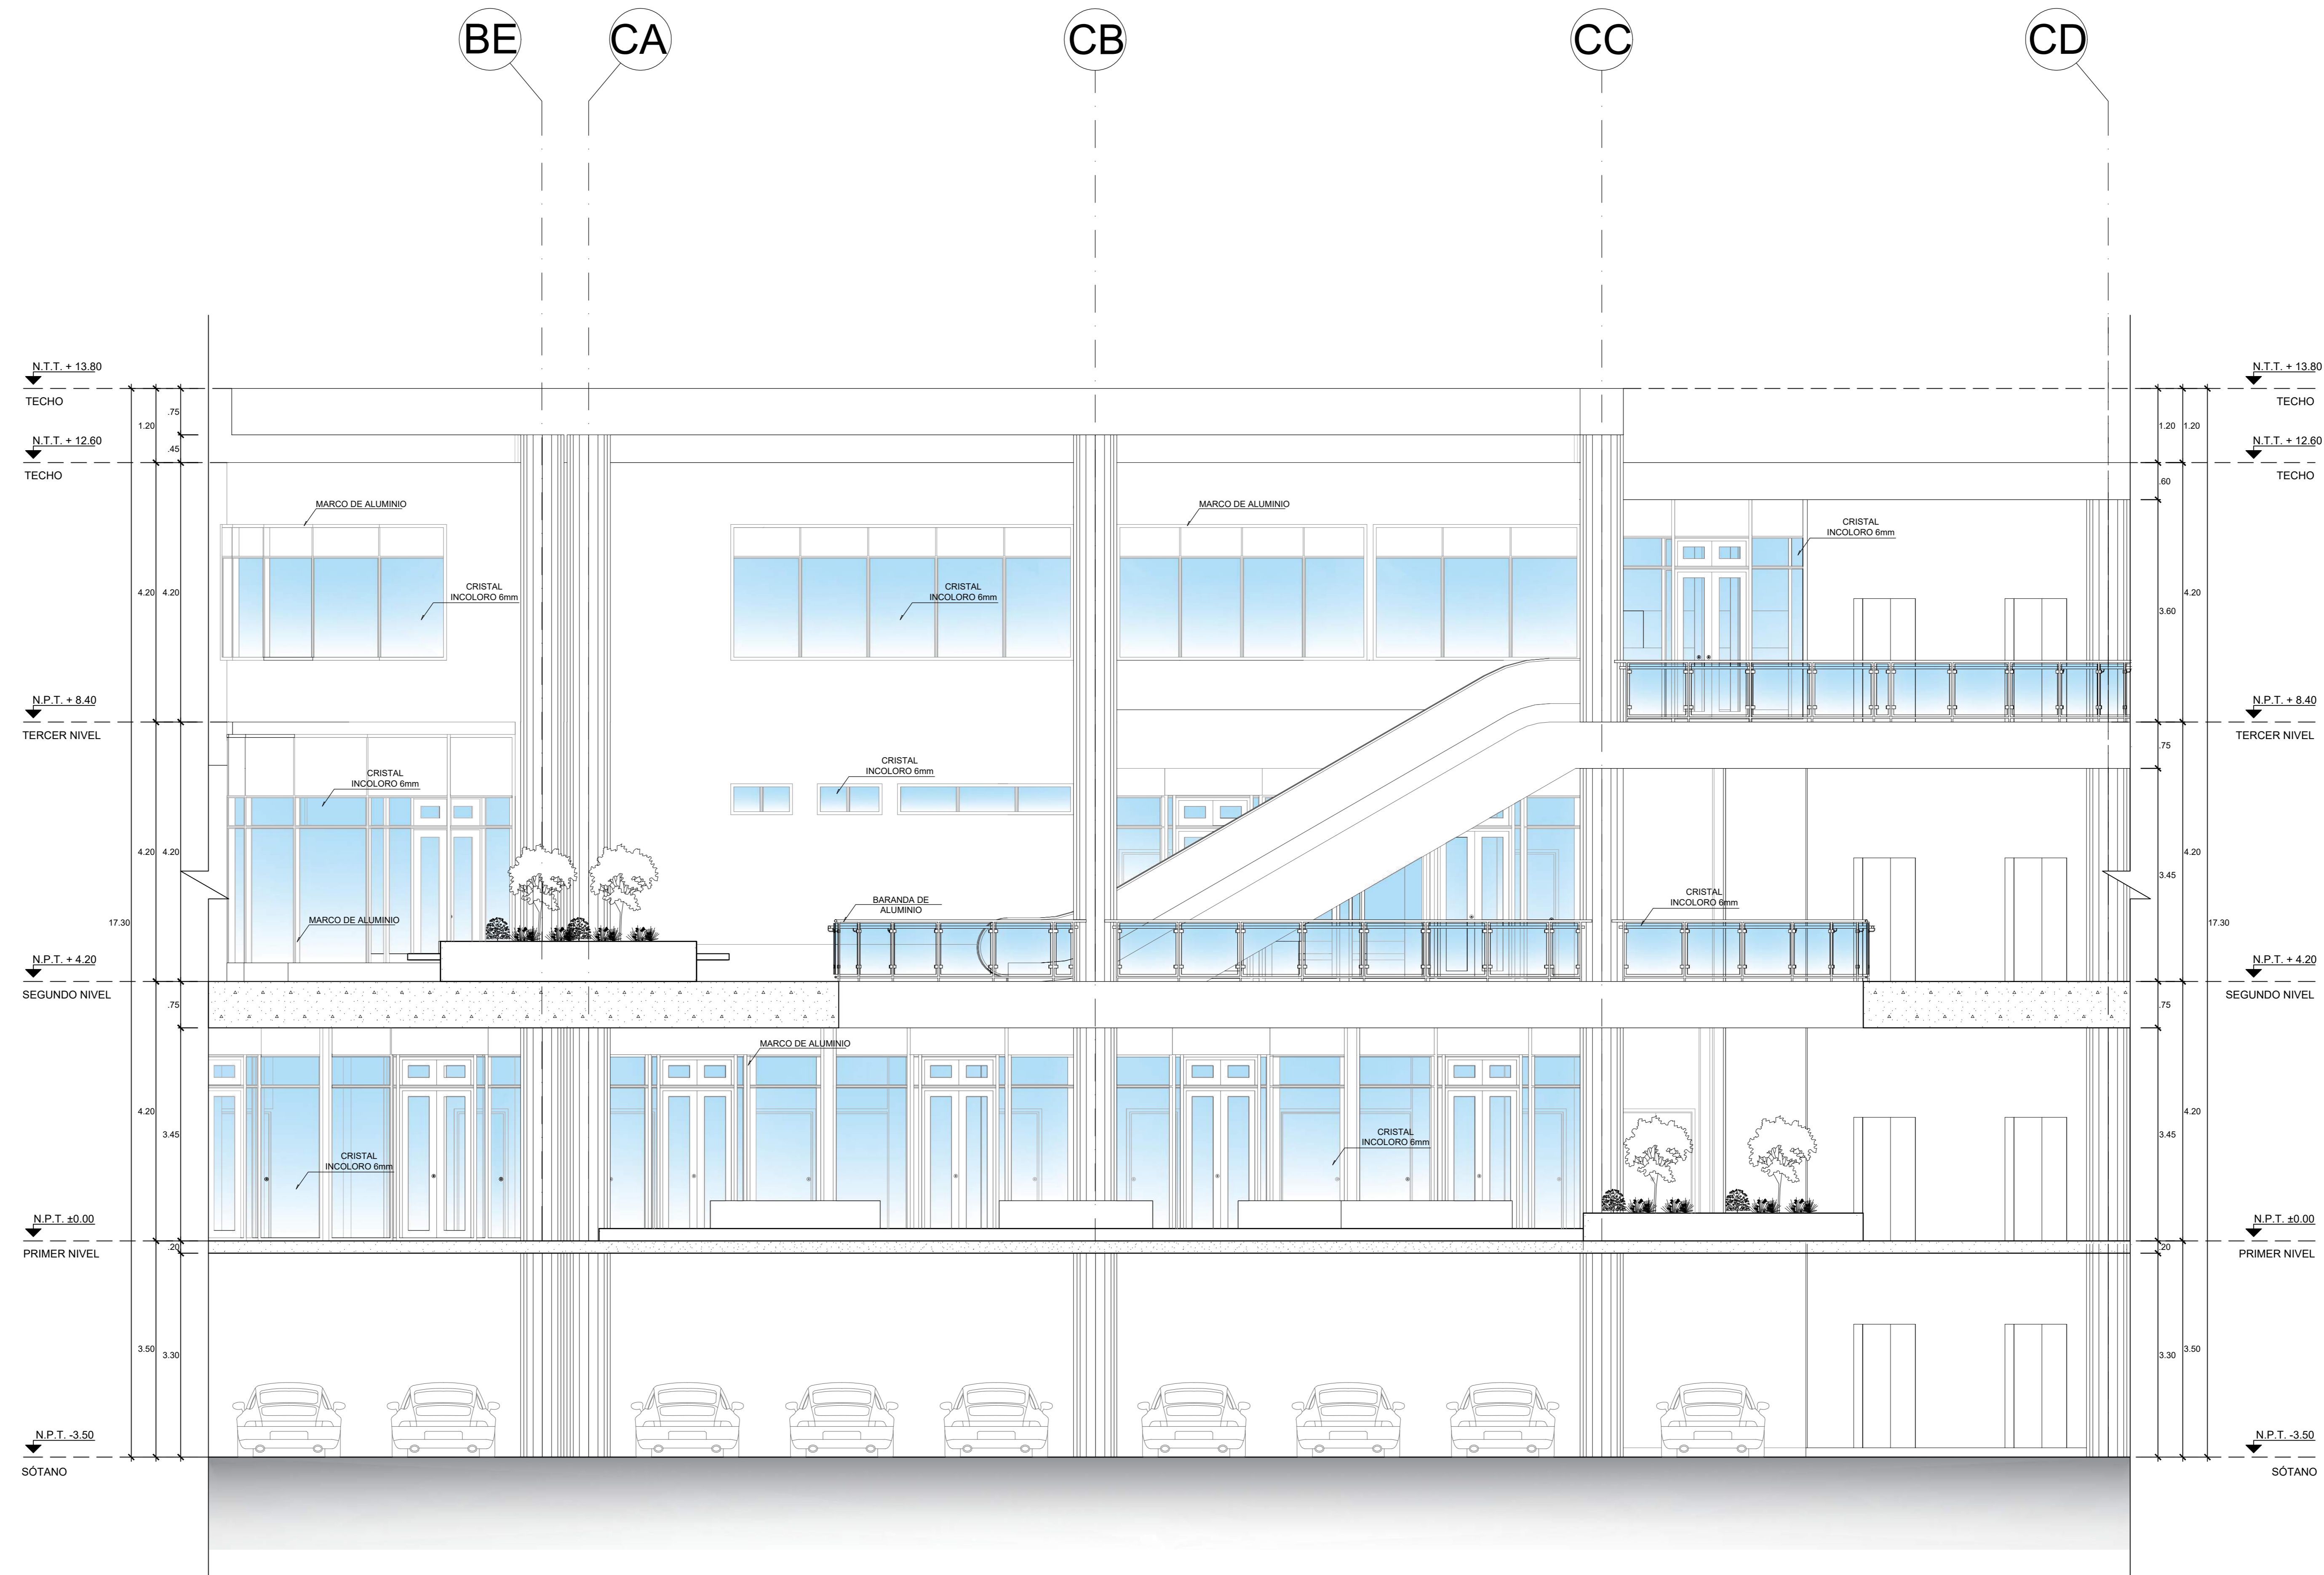 BE
CA
CB
CC
CD
N.T.T. + 13.80
TECHO
N.T.T. + 12.60
TECHO
N.P.T. + 8.40
TERCER NIVEL
N.P.T. + 4.20
SEGUNDO NIVEL
N.P.T. ±0.00
PRIMER NIVEL
N.P.T. -3.50
SÓTANO
17.30
1.20
4.20
4.20
4.20
3.50
.75
.45
4.20
4.20
.75
3.45
.20
3.30
MARCO DE ALUMINIO
CRISTAL
INCOLORO 6mm
CRISTAL
INCOLORO 6mm
MARCO DE ALUMINIO
CRISTAL
INCOLORO 6mm
CRISTAL
INCOLORO 6mm
CRISTAL
INCOLORO 6mm
MARCO DE ALUMINIO
BARANDA DE
ALUMINIO
CRISTAL
INCOLORO 6mm
MARCO DE ALUMINIO
CRISTAL
INCOLORO 6mm
CRISTAL
INCOLORO 6mm
1.20
.60
3.60
.75
3.45
.75
3.45
.20
3.30
1.20
4.20
4.20
4.20
3.50
17.30
N.T.T. + 13.80
TECHO
N.T.T. + 12.60
TECHO
N.P.T. + 8.40
TERCER NIVEL
N.P.T. + 4.20
SEGUNDO NIVEL
N.P.T. ±0.00
PRIMER NIVEL
N.P.T. -3.50
SÓTANO